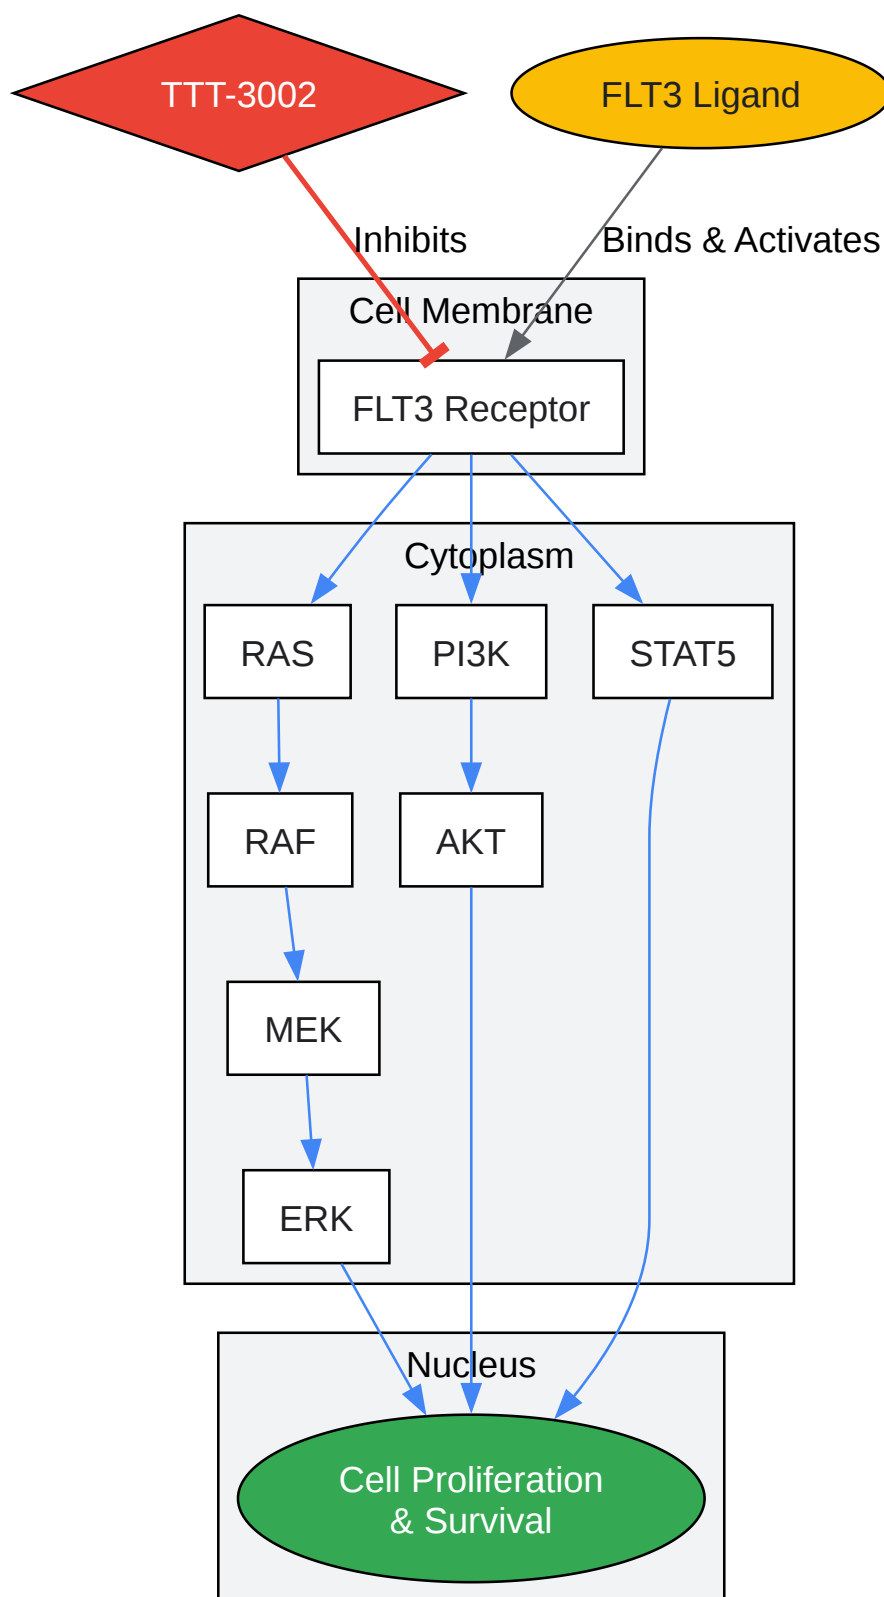 TTT-3002
FLT3 Ligand
Inhibits
Binds & Activates
Cell Membrane
FLT3 Receptor
Cytoplasm
RAS
PI3K
STAT5
RAF
AKT
MEK
ERK
Nucleus
Cell Proliferation
& Survival